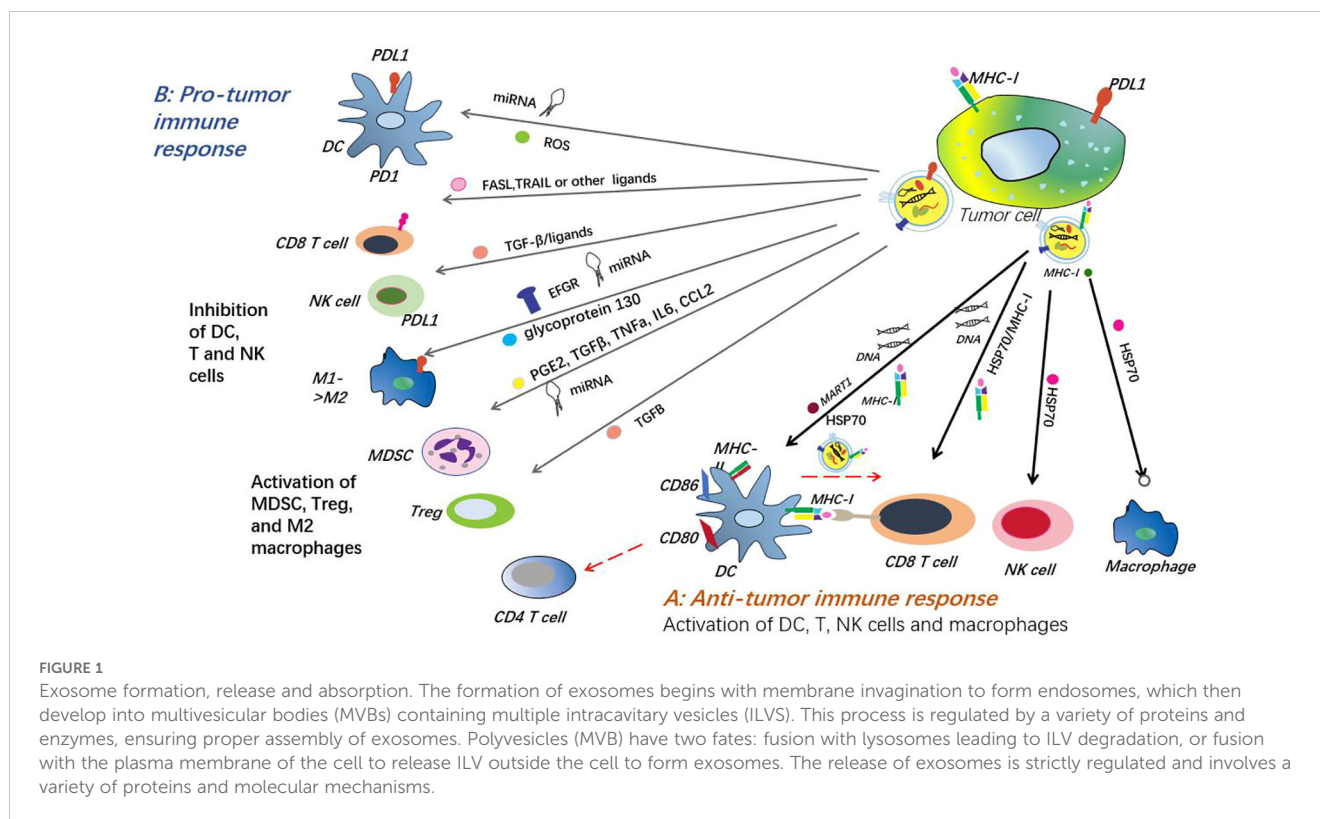 PDL1
B: Pro-tumor
immune
response
DC
PD1
miRNA
ROS
MHC-I
PDL1
Tumor cell
FASL,TRAIL or other ligands
CD8 T cell
TGF-β/ligands
NK cell
PDL1
Inhibition
of DC,
T and NK
cells
EFGR
miRNA
glycoprotein 130
M1-
>M2
PGE2, TGFβ, TNFa, IL6, CCL2
miRNA
MDSC
TGFB
Activation of
MDSC, Treg,
and M2
macrophages
Treg
CD4 T cell
MHC-I
DNA
DNA
HSP70/MHC-I
HSP70
HSP70
MART1
MHC-I
HSP70
MHC-
II
CD86
MHC-I
CD80
DC
CD8 T cell
NK cell
Macrophage
A: Anti-tumor immune response
Activation of DC, T, NK cells and macrophages
FIGURE 1
Exosome formation, release and absorption. The formation of exosomes begins with membrane invagination to form endosomes, which then
develop into multivesicular bodies (MVBs) containing multiple intracavitary vesicles (ILVS). This process is regulated by a variety of proteins and
enzymes, ensuring proper assembly of exosomes. Polyvesicles (MVB) have two fates: fusion with lysosomes leading to ILV degradation, or fusion
with the plasma membrane of the cell to release ILV outside the cell to form exosomes. The release of exosomes is strictly regulated and involves a
variety of proteins and molecular mechanisms.